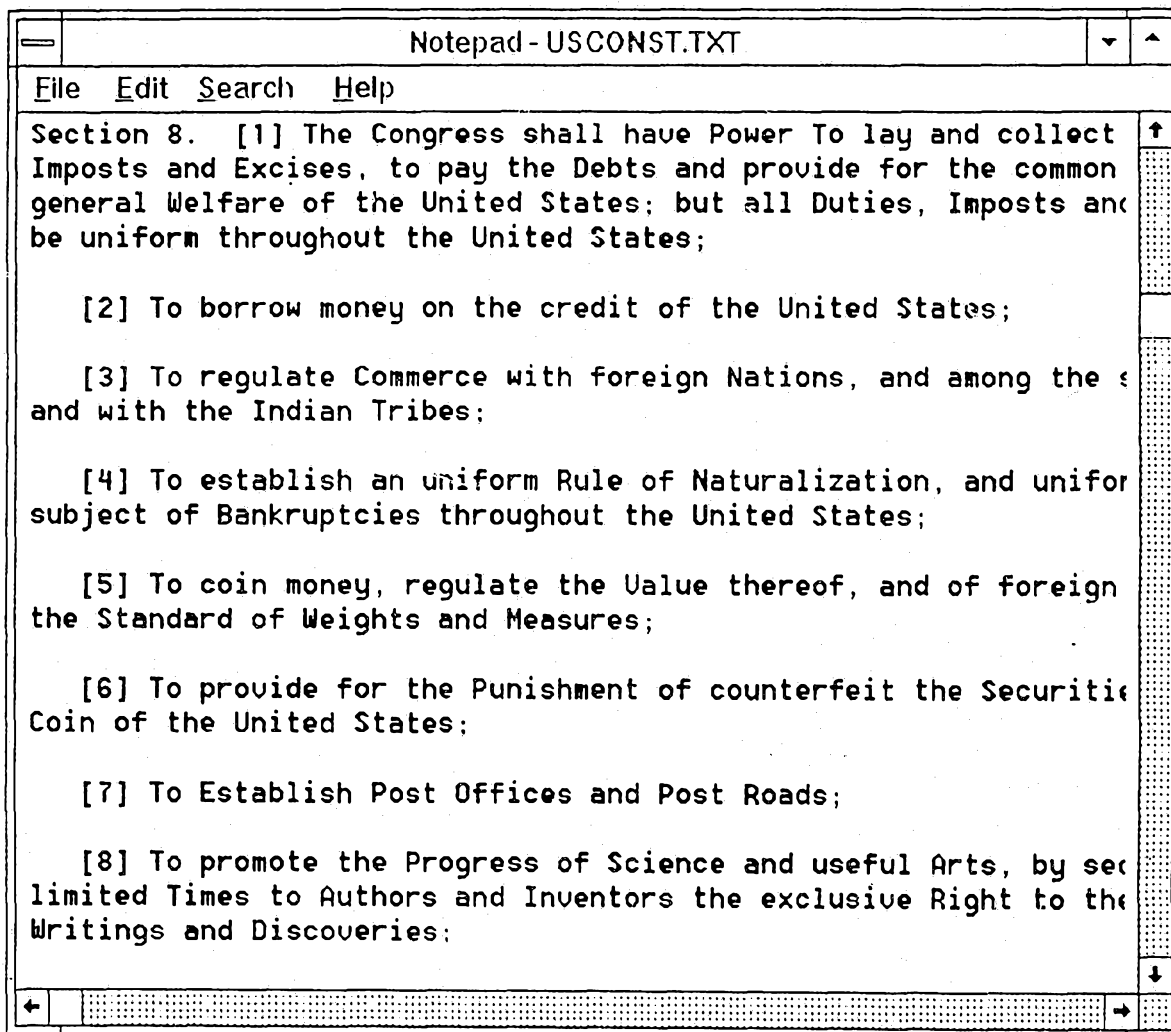 Notepad - USCONST.TXT
File Edit Search Help
Section 8. [1] The Congress shall have Power To lay and collect
Imposts and Excises, to pay the Debts and provide for the common
general Welfare of the United States; but all Duties, Imposts and
be uniform throughout the United States;
[2] To borrow money on the credit of the United States;
[3] To regulate Commerce with foreign Nations, and among the
and with the Indian Tribes;
[4] To establish an uniform Rule of Naturalization, and
subject of Bankruptcies throughout the United States;
[5] To coin money, regulate the Value thereof, and of foreign
the Standard of Weights and Measures;
[6] To provide for the Punishment of counterfeit the
Coin of the United States;
[7] To Establish Post Offices and Post Roads;
[8] To promote the Progress of Science and useful Arts, by
limited Times to Authors and Inventors the exclusive Right to
Writings and Discoveries;